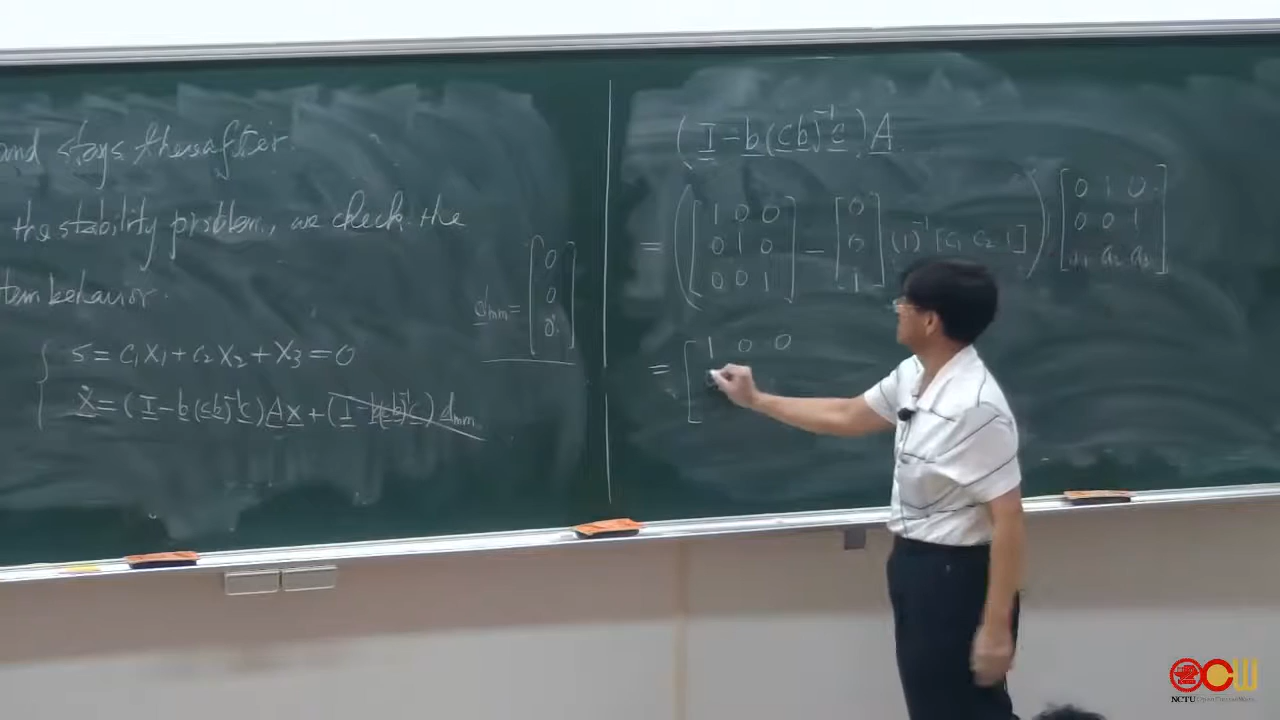 and stays thereafter.
the stability problem, we check the
tem behavior.
S = C₁X₁ + C₂X₂ + X₃ = 0
ẋ = (I - b(cb)⁻¹c)Ax + (I - b(cb)⁻¹c) dmm
dmm = [0 0 0]
(I - b(cb)⁻¹c)A
= ([1 0 0
0 1 0
0 0 1] - [0 0 1] (1)⁻¹ [C₁ C₂ 1]) [0 1 0
0 0 1
a₁ a₂ a₃]
= [1 0 0
NCTU OpenCourseWare